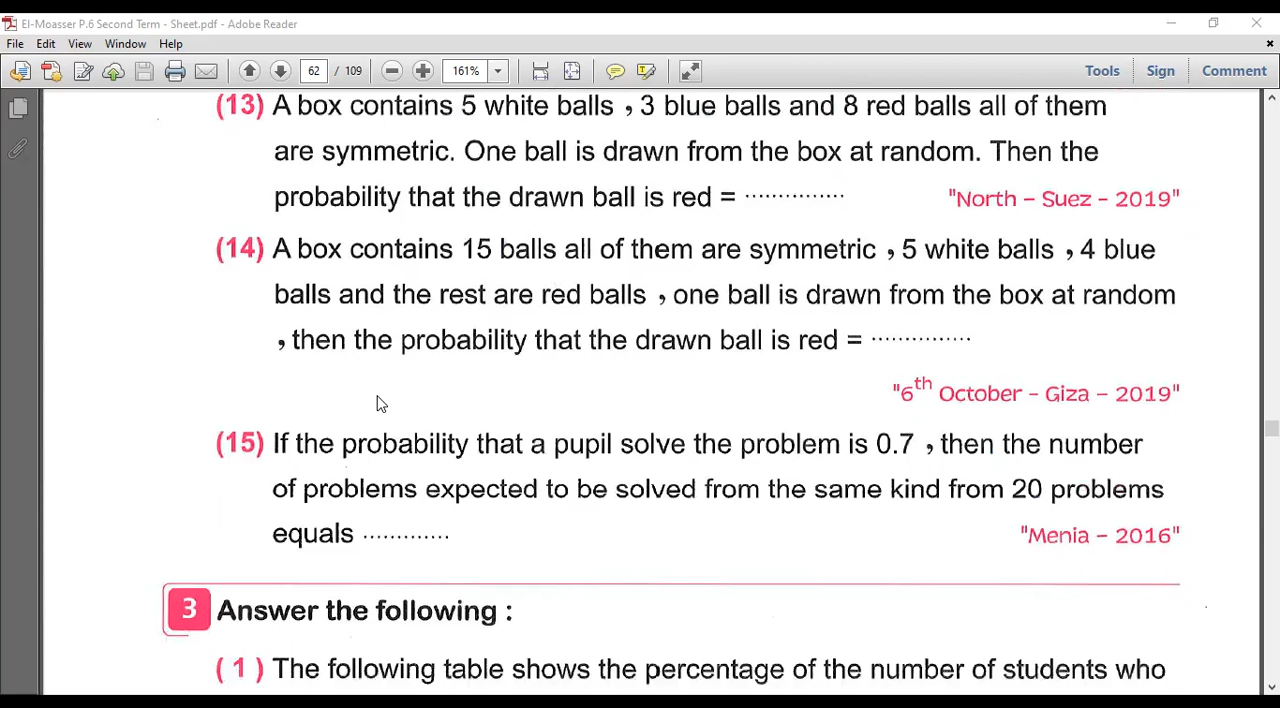 El-Moasser P.6 Second Term - Sheet.pdf - Adobe Reader
File Edit View Window Help
62 / 109 161% Tools Sign Comment
(13) A box contains 5 white balls , 3 blue balls and 8 red balls all of them
are symmetric. One ball is drawn from the box at random. Then the
probability that the drawn ball is red = ............... "North – Suez – 2019"
(14) A box contains 15 balls all of them are symmetric , 5 white balls , 4 blue
balls and the rest are red balls , one ball is drawn from the box at random
, then the probability that the drawn ball is red = ...............
"6th October – Giza – 2019"
(15) If the probability that a pupil solve the problem is 0.7 , then the number
of problems expected to be solved from the same kind from 20 problems
equals ............. "Menia – 2016"
3 Answer the following :
( 1 ) The following table shows the percentage of the number of students who